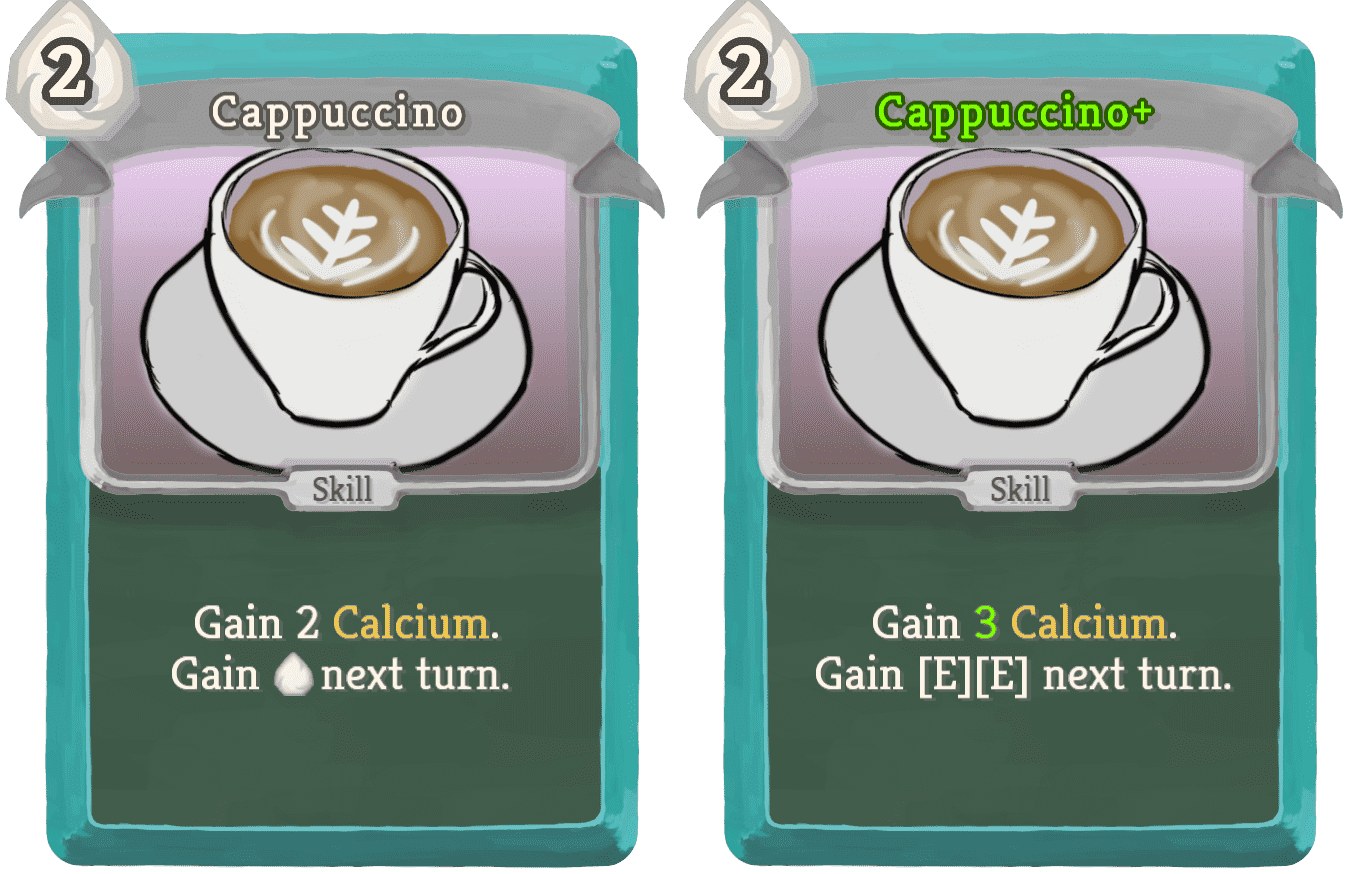 2
Cappuccino
Skill
Gain 2 Calcium.
Gain next turn.
2
Cappuccino+
Skill
Gain 3 Calcium.
Gain [E][E] next turn.